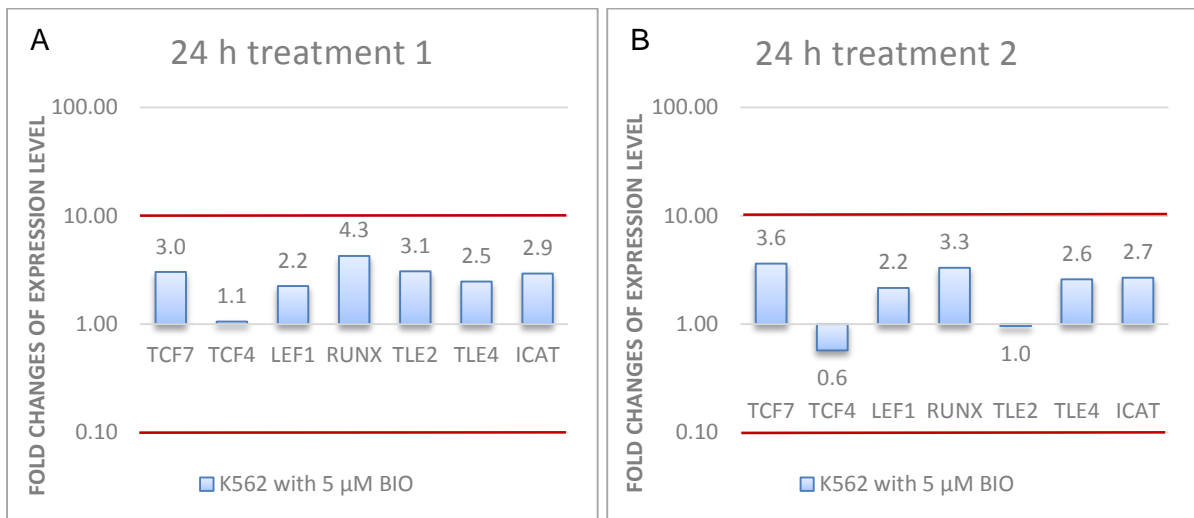 A
24 h treatment 1
FOLD CHANGES OF EXPRESSION LEVEL
100.00
10.00
1.00
0.10
3.0
1.1
2.2
4.3
3.1
2.5
2.9
TCF7 TCF4 LEF1 RUNX TLE2 TLE4 ICAT
K562 with 5 µM BIO
B
24 h treatment 2
FOLD CHANGES OF EXPRESSION LEVEL
100.00
10.00
1.00
0.10
3.6
0.6
2.2
3.3
1.0
2.6
2.7
TCF7 TCF4 LEF1 RUNX TLE2 TLE4 ICAT
K562 with 5 µM BIO